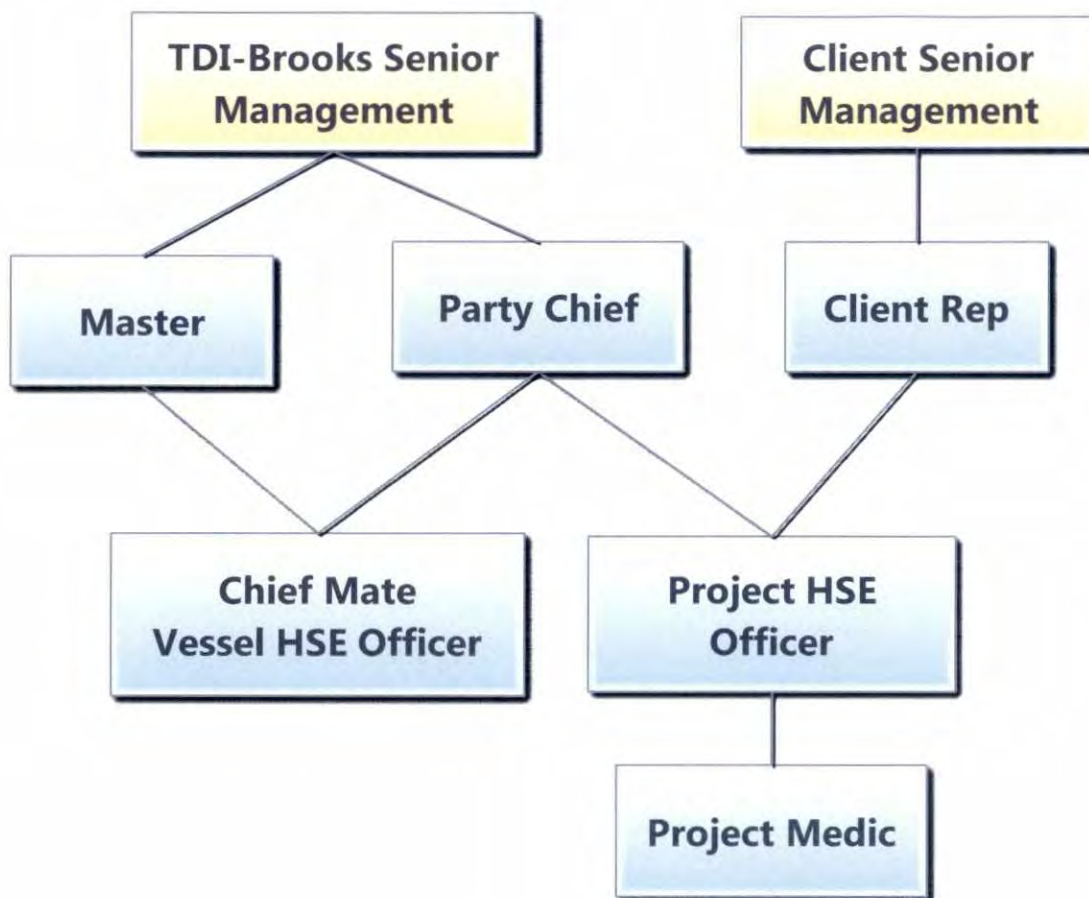 TDI-Brooks Senior
Management
Client Senior
Management
Master
Party Chief
Client Rep
Chief Mate
Vessel HSE Officer
Project HSE
Officer
Project Medic